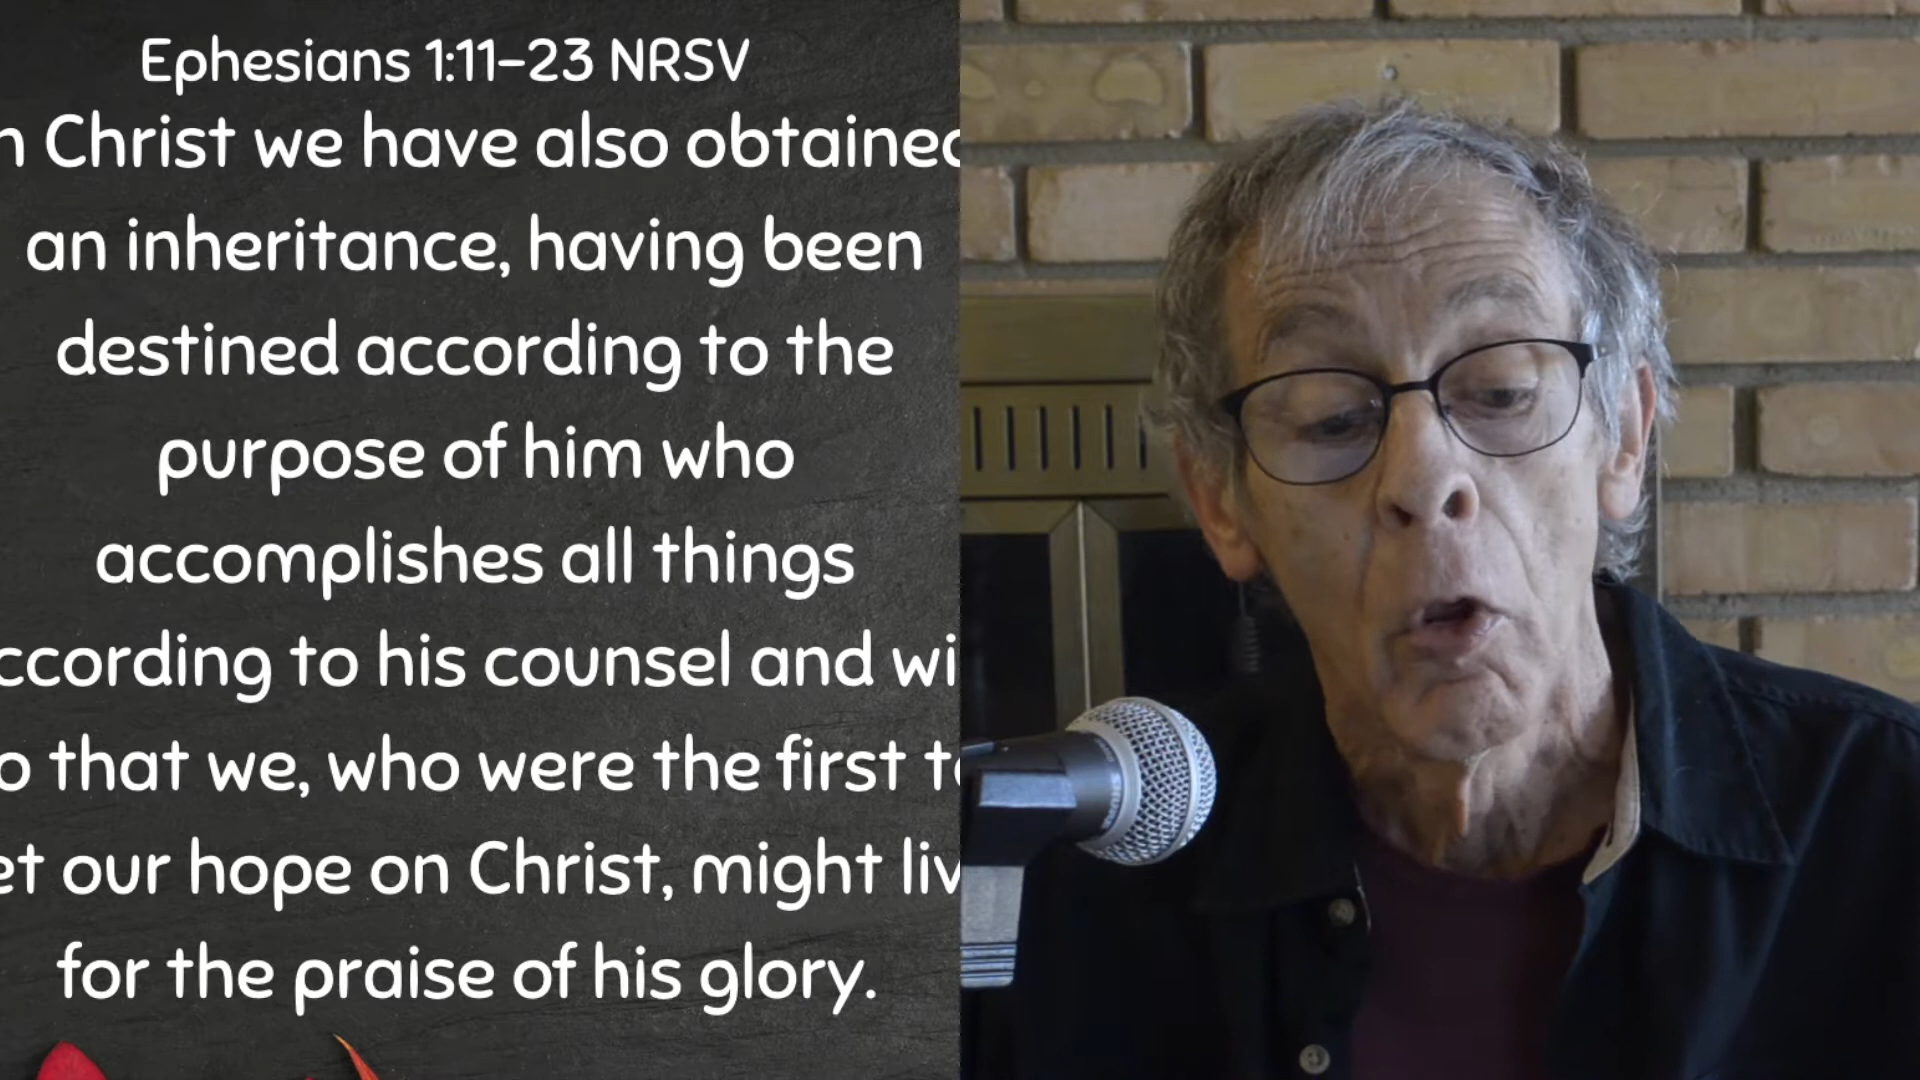 Ephesians 1:11–23 NRSV
n Christ we have also obtained
an inheritance, having been
destined according to the
purpose of him who
accomplishes all things
ccording to his counsel and wi
o that we, who were the first t
et our hope on Christ, might liv
for the praise of his glory.